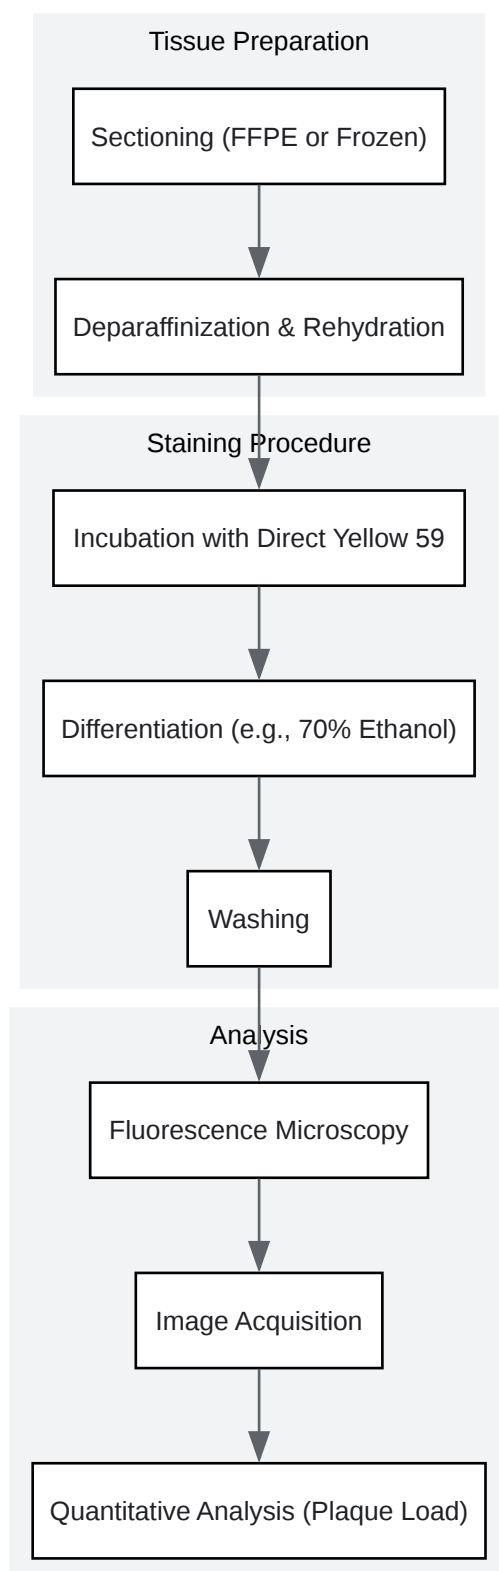 Tissue Preparation
Sectioning (FFPE or Frozen)
Deparaffinization & Rehydration
Staining Procedure
Incubation with Direct Yellow 59
Differentiation (e.g., 70% Ethanol)
Washing
Analysis
Fluorescence Microscopy
Image Acquisition
Quantitative Analysis (Plaque Load)